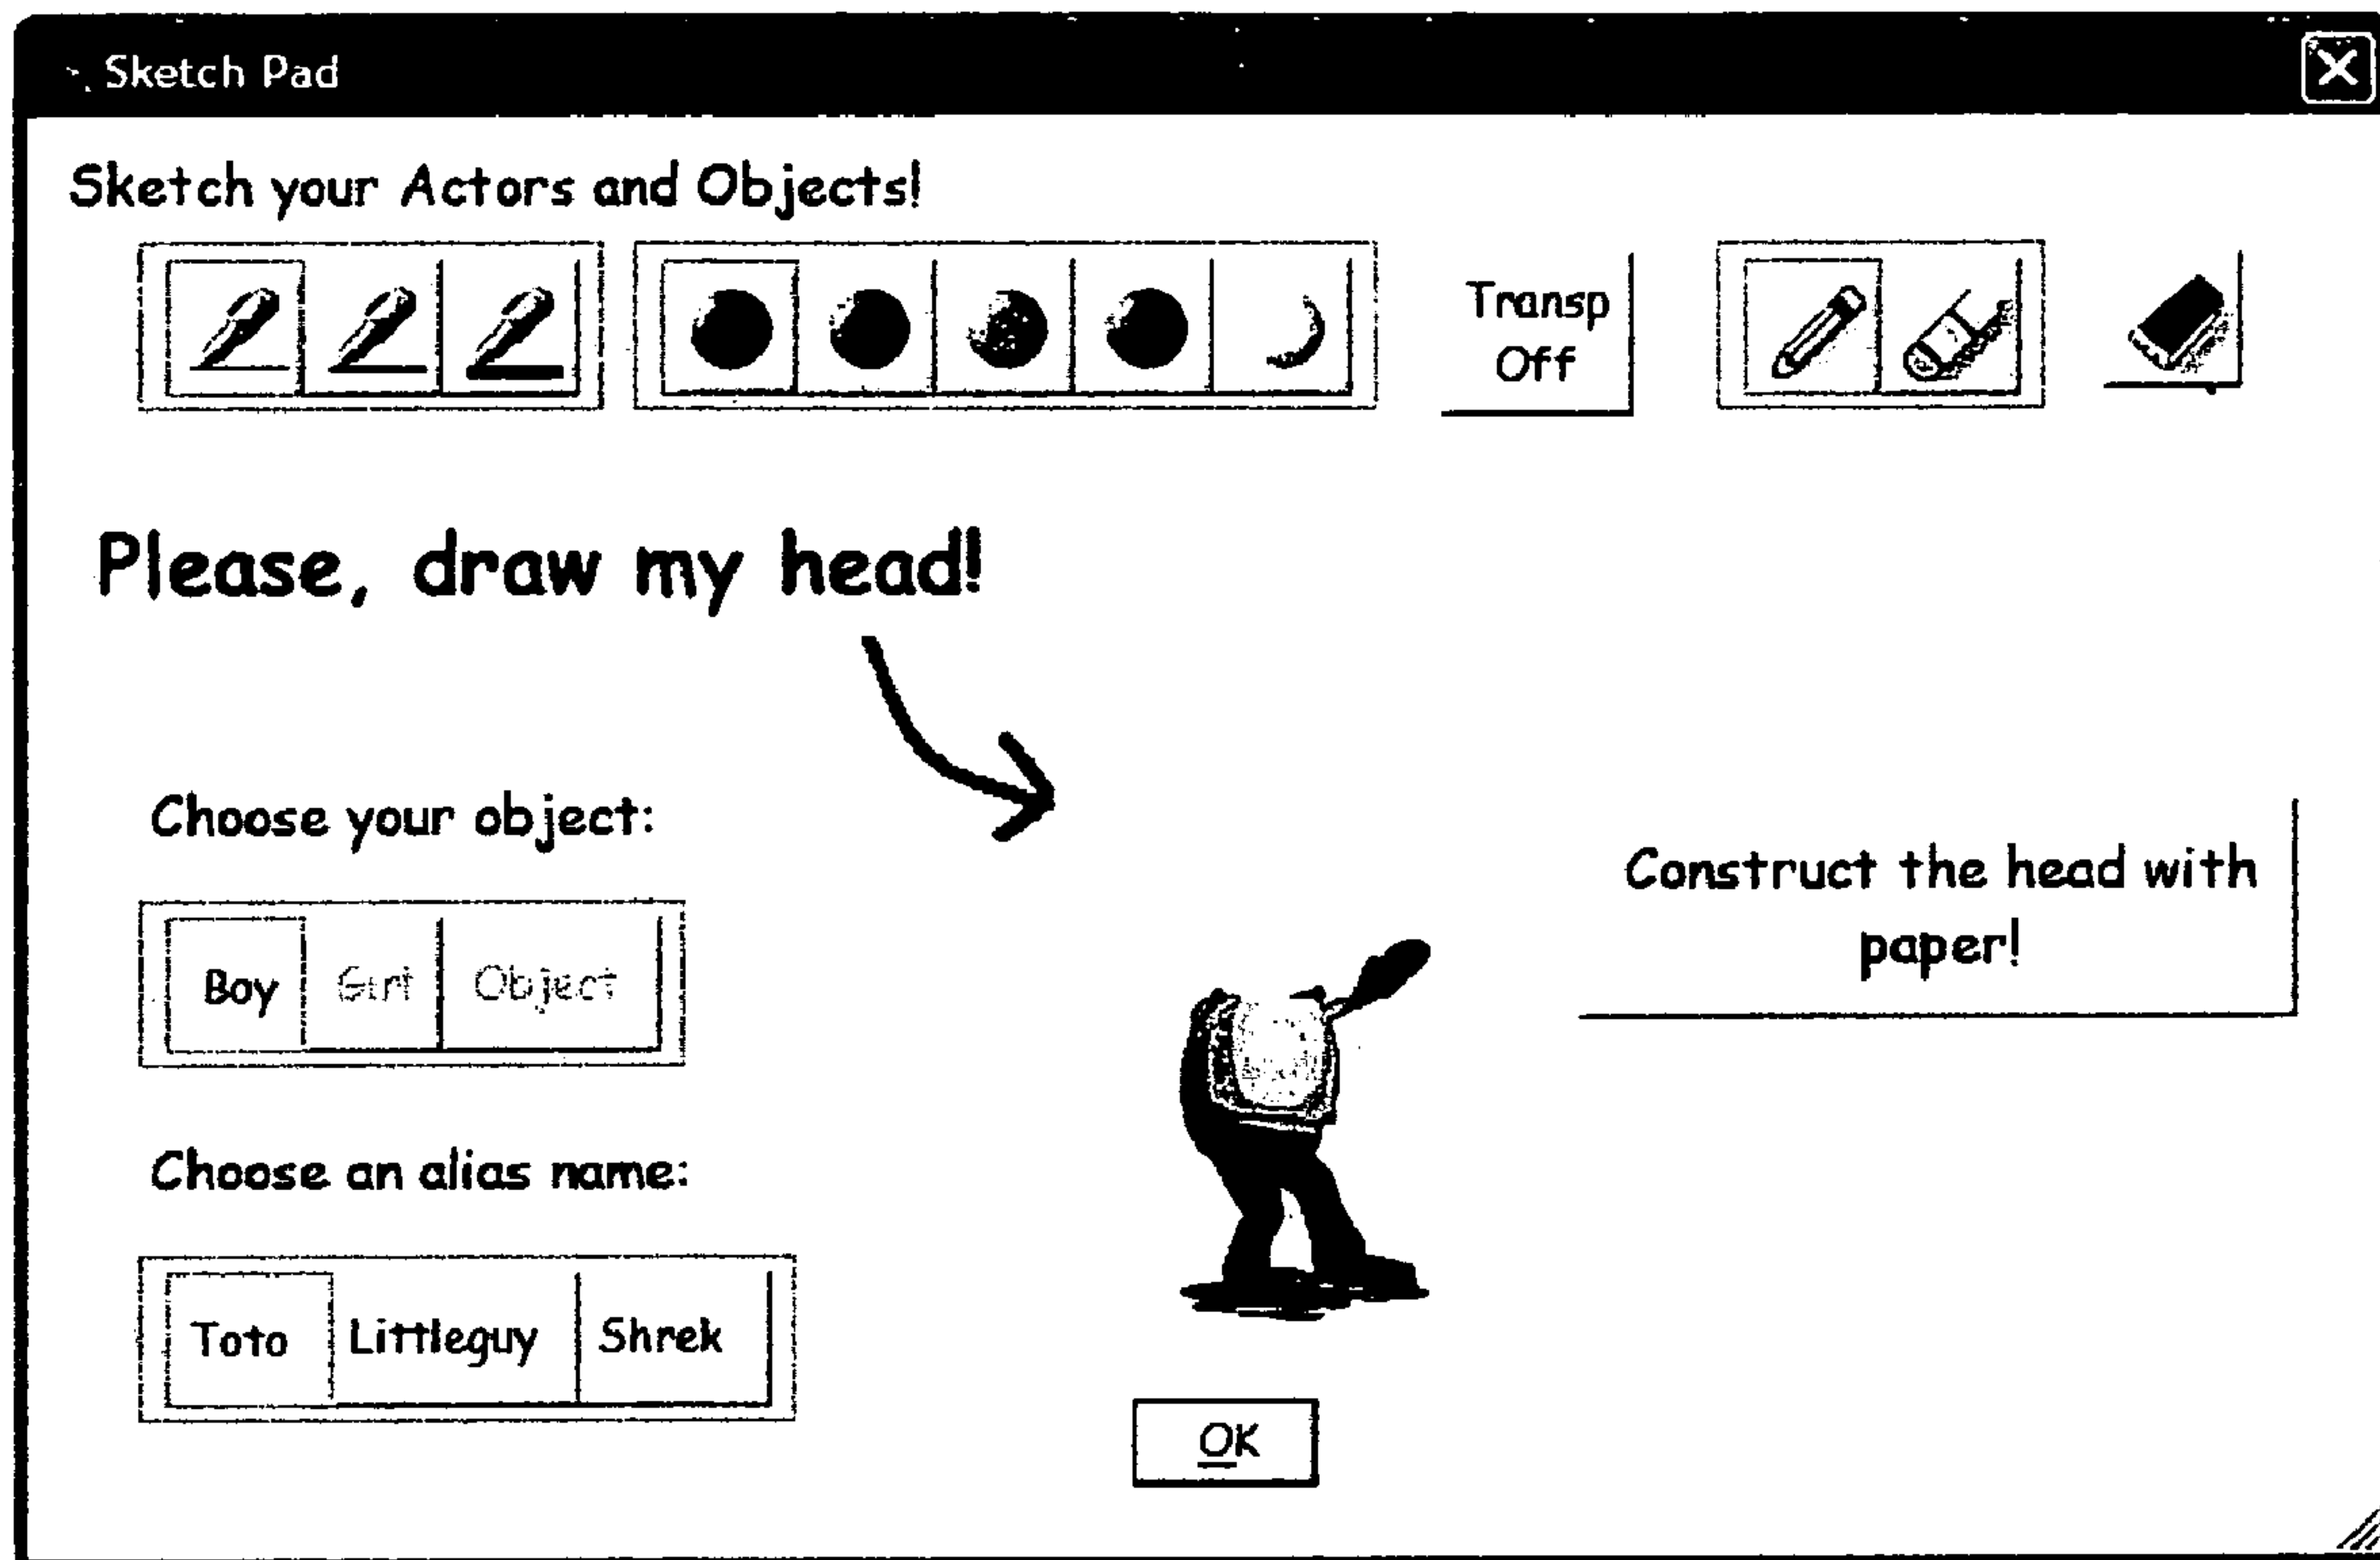 Sketch Pad
Sketch your Actors and Objects!
Transp
Off
Please, draw my head!
Choose your object:
Construct the head with
paper!
Boy Girl Object
Choose an alias name:
Toto Littleguy Shrek
OK